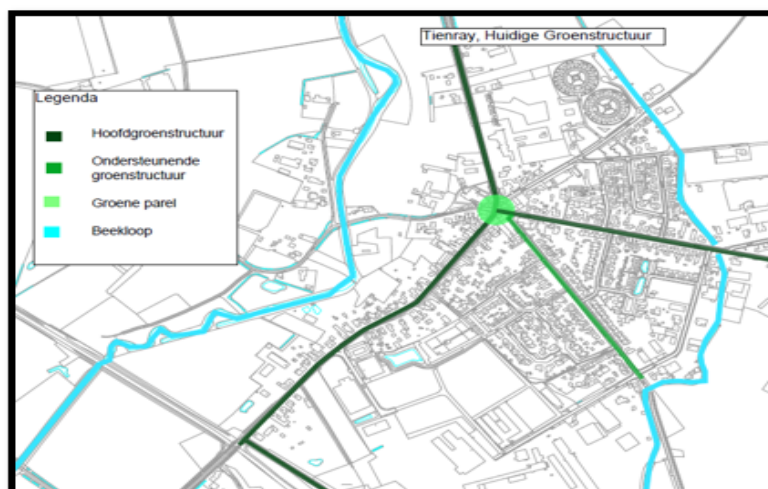 Tienray, Huidige Groenstructuur
Legenda
Hoofdgroenstructuur
Ondersteunende
groenstructuur
Groene parel
Beekloop